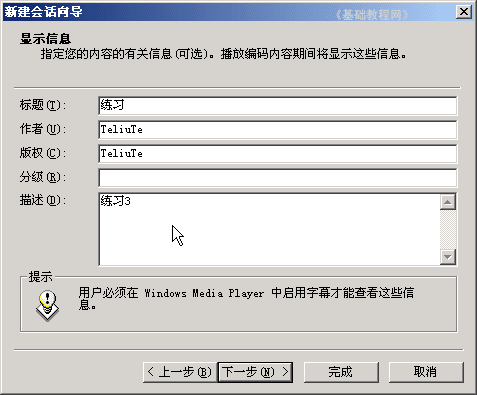 新建会话向导
《基础教程网》
显示信息
指定您的内容的有关信息(可选)。播放编码内容期间将显示这些信息。
标题(T): 练习
作者(U): TeliuTe
版权(C): TeliuTe
分级(R):
描述(D): 练习3
提示
用户必须在 Windows Media Player 中启用字幕才能查看这些信
息。
< 上一步(B) 下一步(N) > 完成 取消